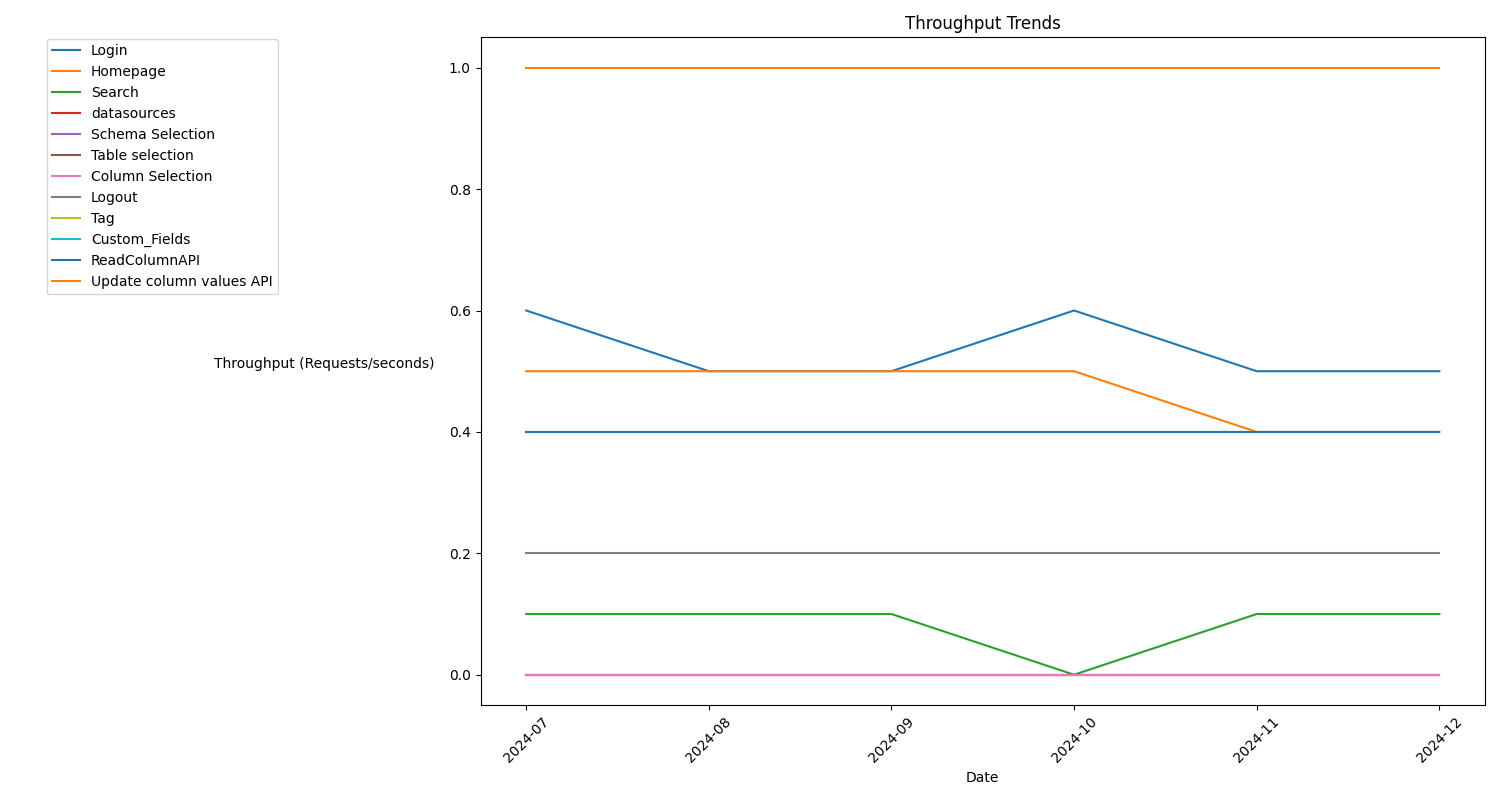 Throughput Trends
Login
Homepage
Search
datasources
Schema Selection
Table selection
Column Selection
Logout
Tag
Custom_Fields
ReadColumnAPI
Update column values API
Throughput (Requests/seconds)
1.0
0.8
0.6
0.4
0.2
0.0
2024-07
2024-08
2024-09
2024-10
2024-11
2024-12
Date